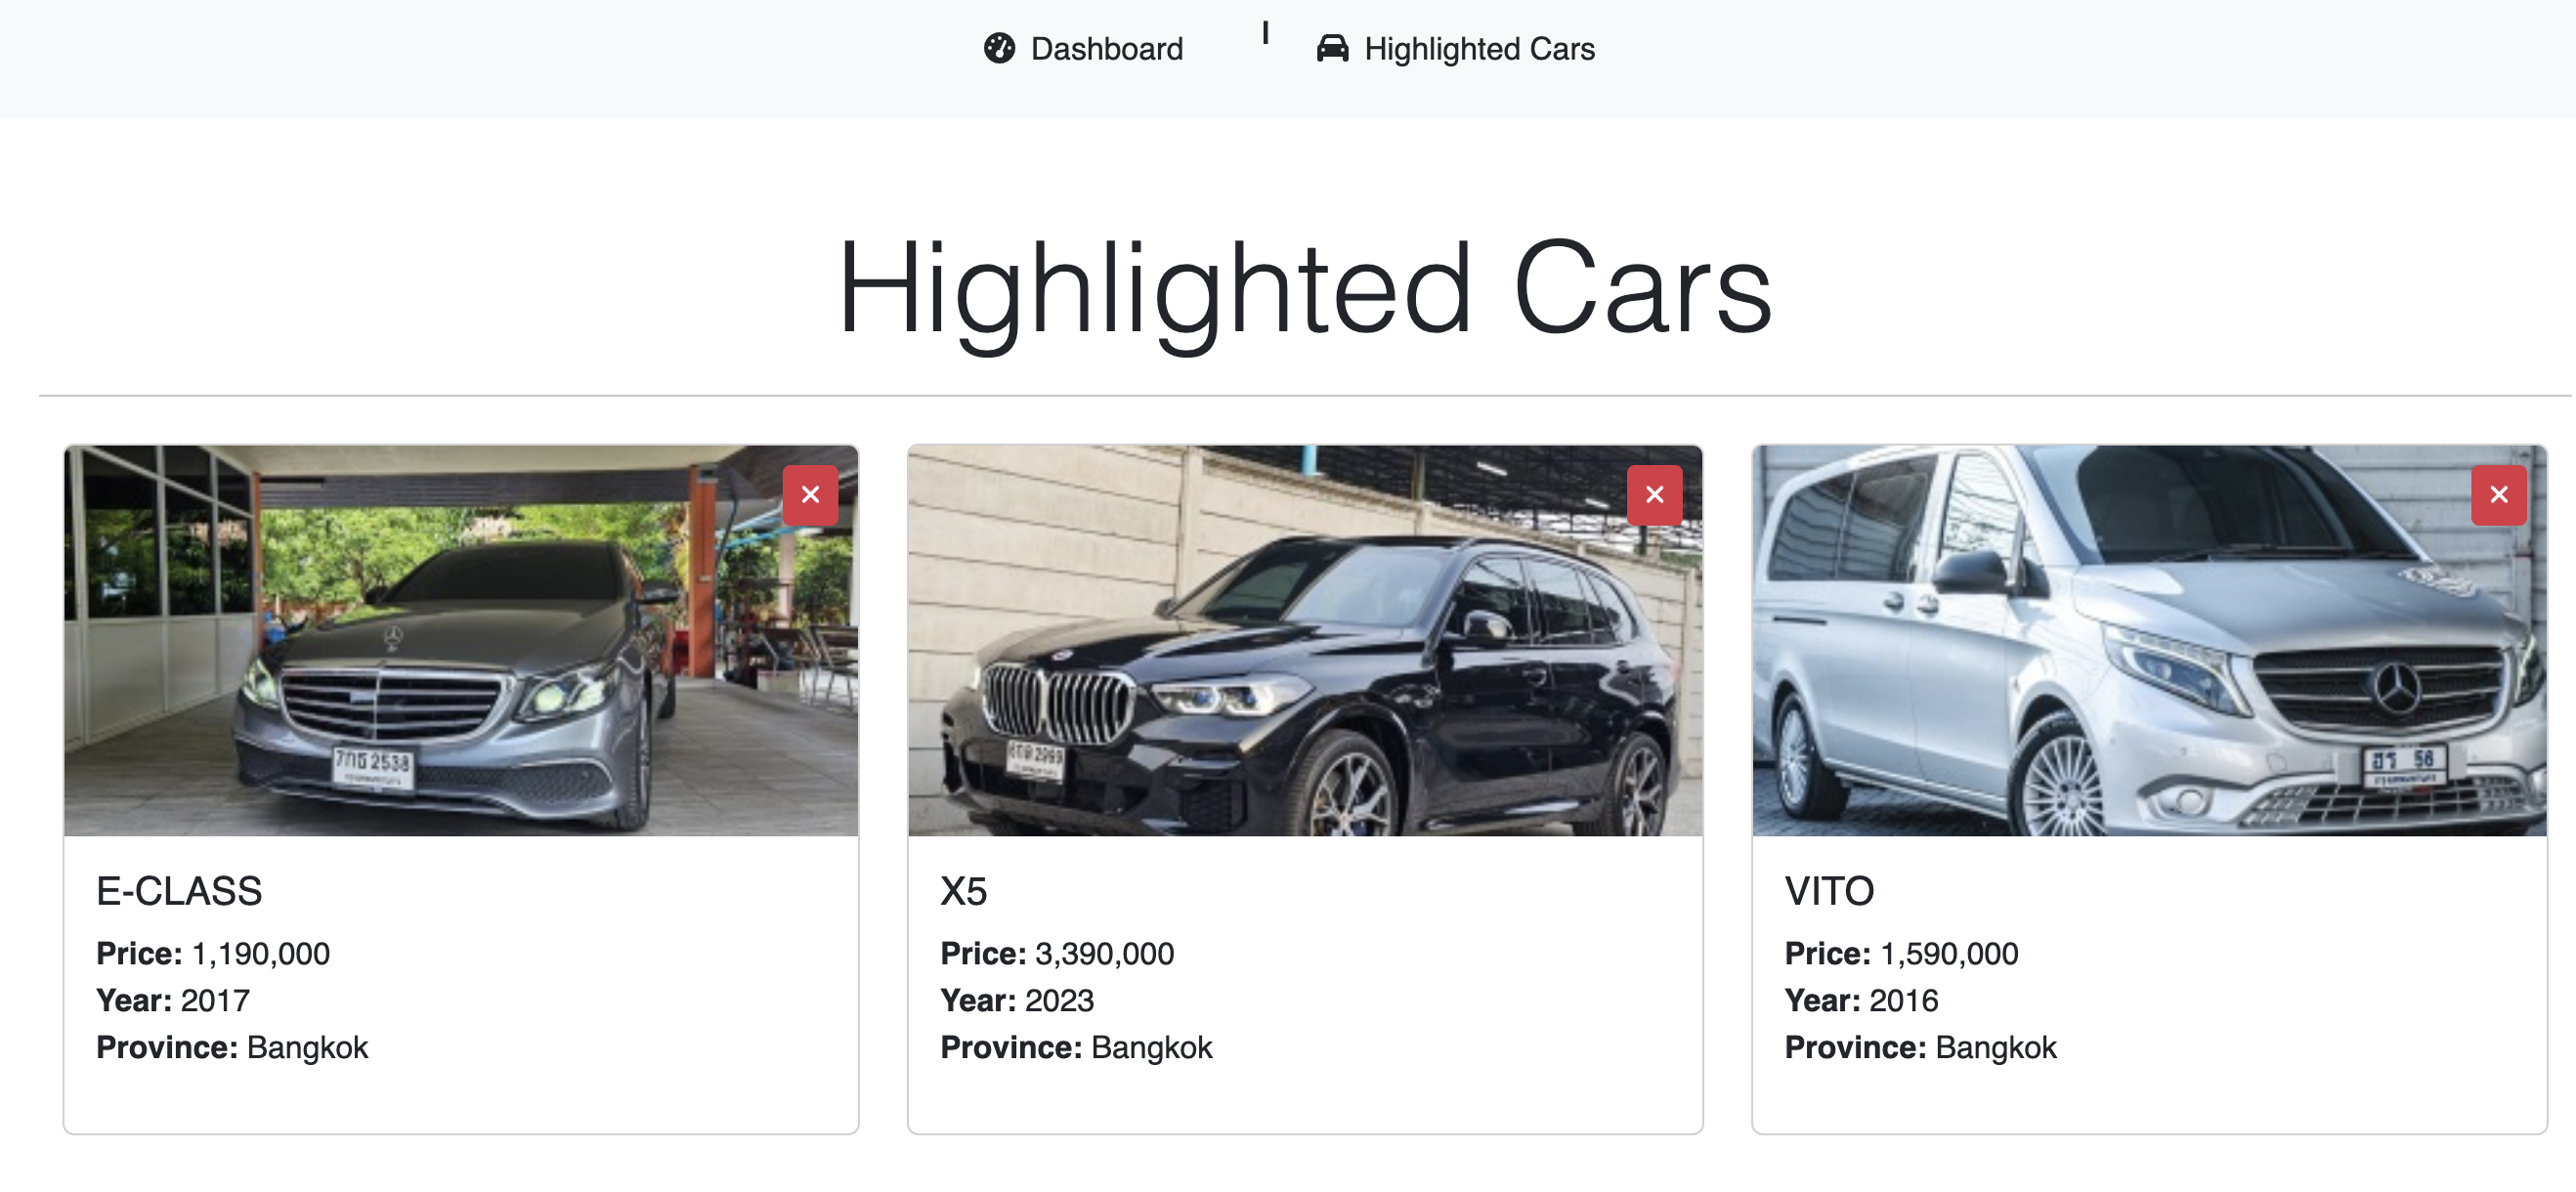 Dashboard | Highlighted Cars
Highlighted Cars
E-CLASS
Price: 1,190,000
Year: 2017
Province: Bangkok
X5
Price: 3,390,000
Year: 2023
Province: Bangkok
VITO
Price: 1,590,000
Year: 2016
Province: Bangkok